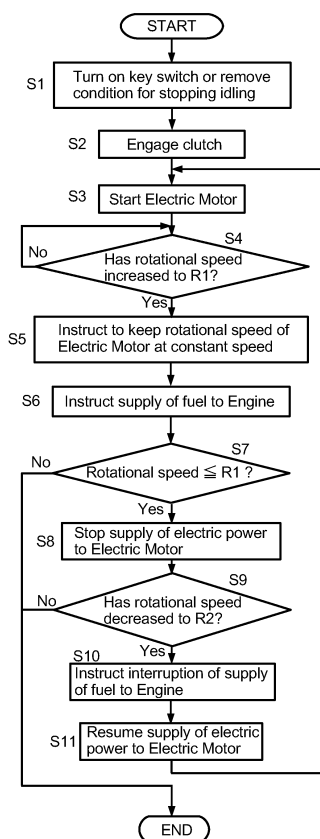 START
S1
Turn on key switch or remove
condition for stopping idling
S2
Engage clutch
S3
Start Electric Motor
S4
No
Has rotational speed
increased to R1?
Yes
S5
Instruct to keep rotational speed of
Electric Motor at constant speed
S6
Instruct supply of fuel to Engine
S7
No
Rotational speed ≦ R1 ?
Yes
S8
Stop supply of electric power
to Electric Motor
S9
No
Has rotational speed
decreased to R2?
Yes
S10
Instruct interruption of supply
of fuel to Engine
S11
Resume supply of electric
power to Electric Motor
END